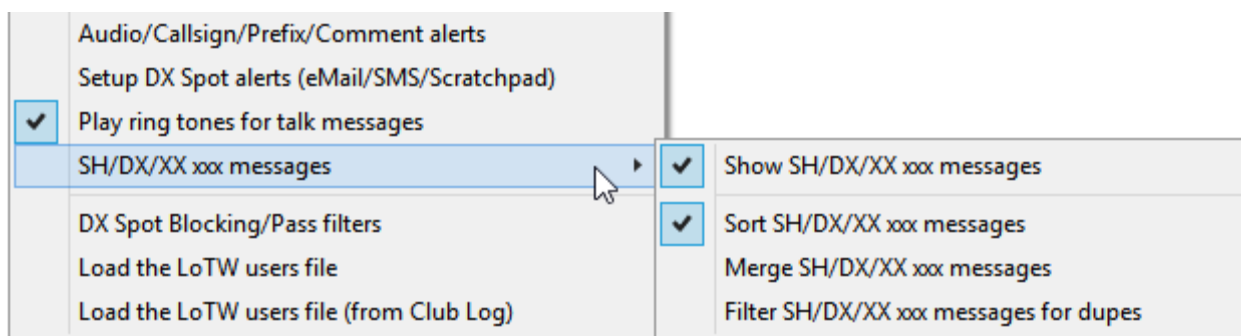 Audio/Callsign/Prefix/Comment alerts
Setup DX Spot alerts (eMail/SMS/Scratchpad)
Play ring tones for talk messages
SH/DX/XX xxx messages
DX Spot Blocking/Pass filters
Load the LoTW users file
Load the LoTW users file (from Club Log)
Show SH/DX/XX xxx messages
Sort SH/DX/XX xxx messages
Merge SH/DX/XX xxx messages
Filter SH/DX/XX xxx messages for dupes